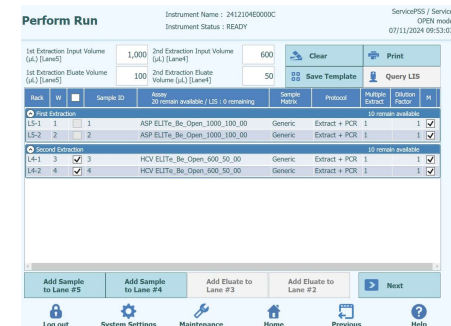 Perform Run
Instrument Name : 2412104E0000C
Instrument Status : READY
ServicePSS / Servic
OPEN mode
07/11/2024 09:53:0
1st Extraction Input Volume (µL) [Lane5] 1,000 2nd Extraction Input Volume (µL) [Lane4] 600 Clear Print
1st Extraction Eluate Volume (µL) [Lane5] 100 2nd Extraction Eluate Volume (µL) [Lane4] 50 Save Template Query LIS
Rack W Sample ID Assay 20 remain available / LIS : 0 remaining Sample Matrix Protocol Multiple Extract Dilution Factor M
First Extraction 10 remain available
L5-1 1 1 ASP ELITe_Be_Open_1000_100_00 Generic Extract + PCR 1 1
L5-2 2 2 ASP ELITe_Be_Open_1000_100_00 Generic Extract + PCR 1 1
Second Extraction 10 remain available
L4-1 3 3 HCV ELITe_Be_Open_600_50_00 Generic Extract + PCR 1 1
L4-2 4 4 HCV ELITe_Be_Open_600_50_00 Generic Extract + PCR 1 1
Add Sample to Lane #5 Add Sample to Lane #4 Add Eluate to Lane #3 Add Eluate to Lane #2 Next
Log out System Settings Maintenance Home Previous Help